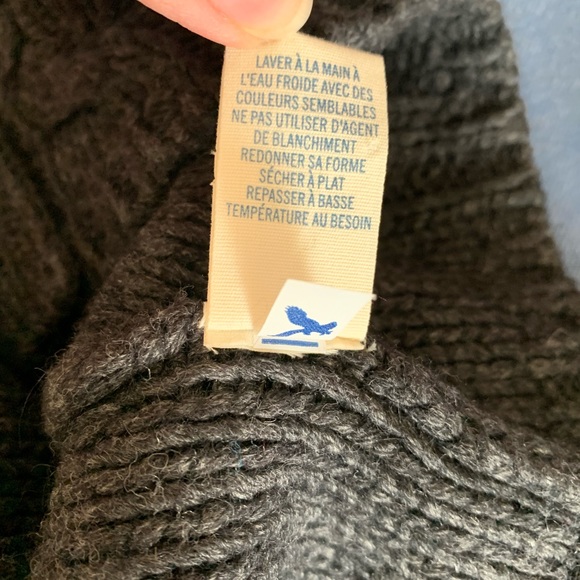 LAVER À LA MAIN À
L'EAU FROIDE AVEC DES
COULEURS SEMBLABLES
NE PAS UTILISER D'AGENT
DE BLANCHIMENT
REDONNER SA FORME
SÉCHER À PLAT
REPASSER À BASSE
TEMPÉRATURE AU BESOIN